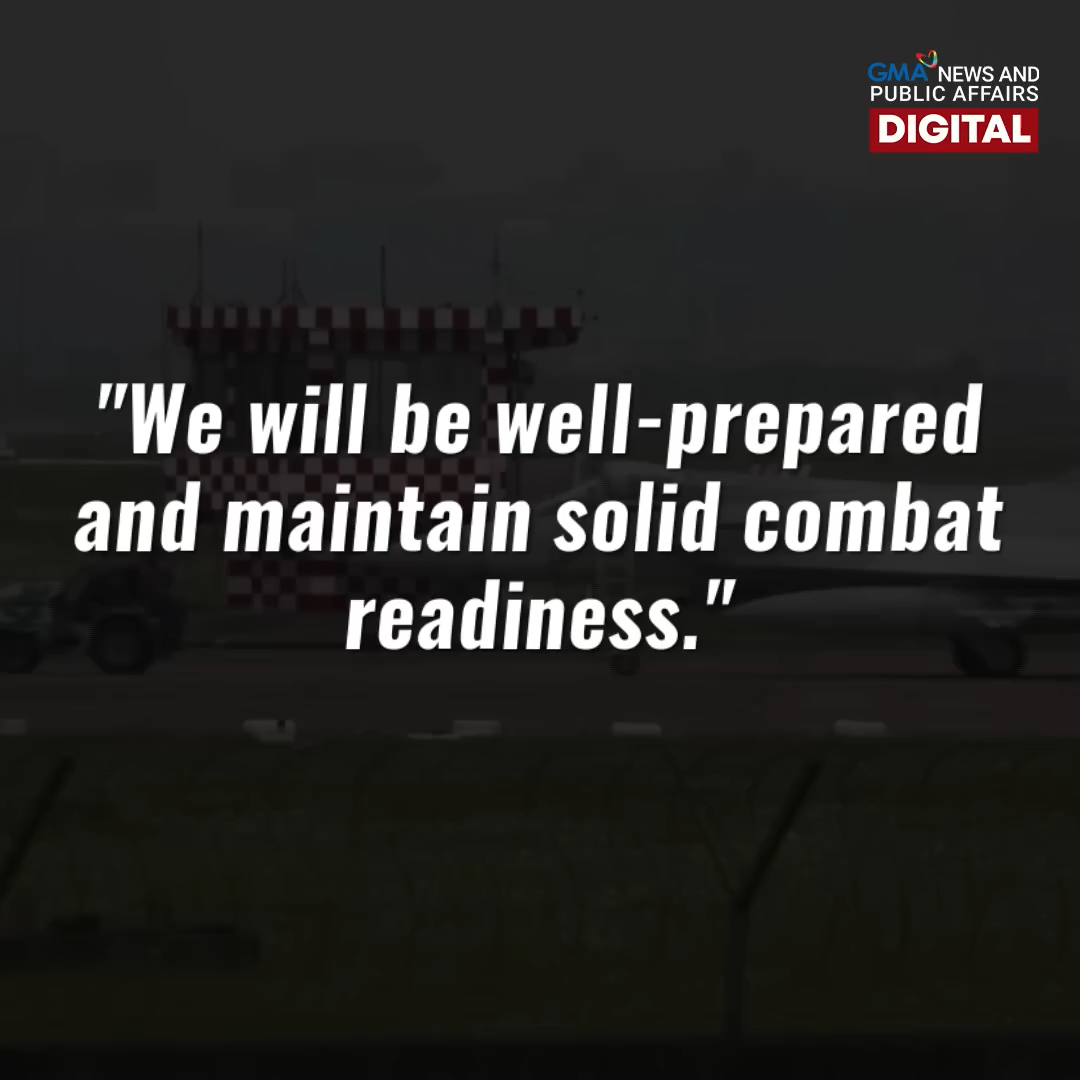 GMA NEWS AND
PUBLIC AFFAIRS
DIGITAL
"We will be well-prepared
and maintain solid combat
readiness."